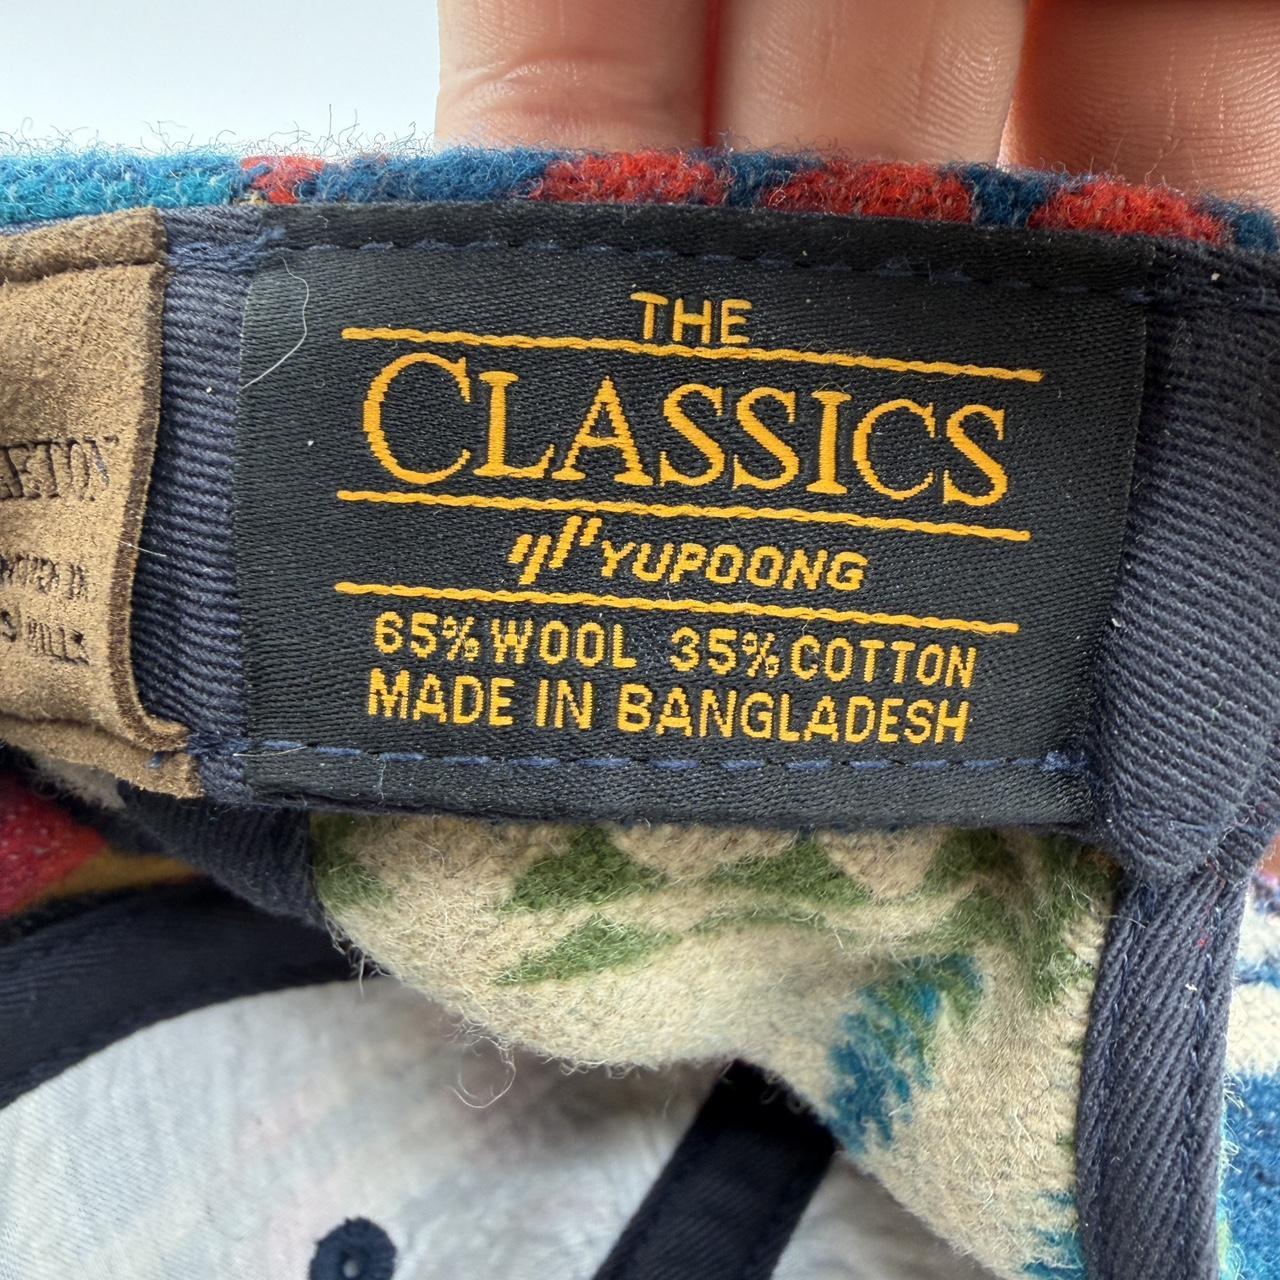 THE
CLASSICS
YUPOONG
65% WOOL 35% COTTON
MADE IN BANGLADESH